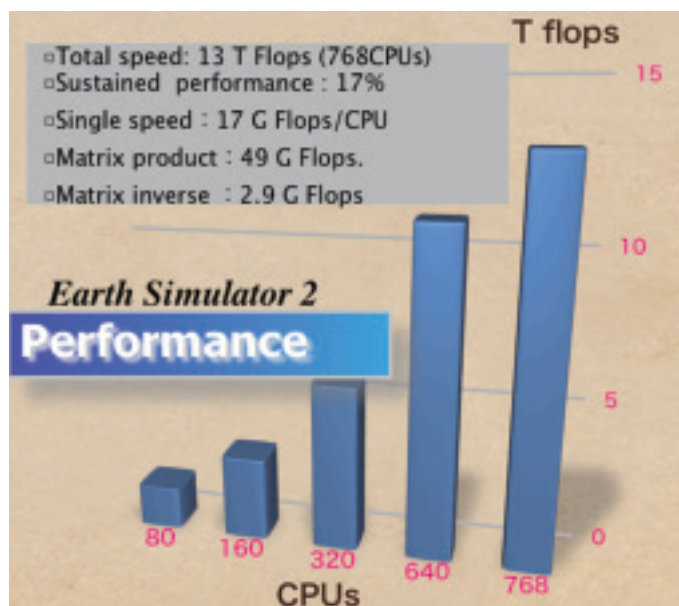 T flops
▫Total speed: 13 T Flops (768CPUs)
▫Sustained performance : 17%
▫Single speed : 17 G Flops/CPU
▫Matrix product : 49 G Flops.
▫Matrix inverse : 2.9 G Flops
15
10
Earth Simulator 2
Performance
5
0
80
160
320
640
768
CPUs